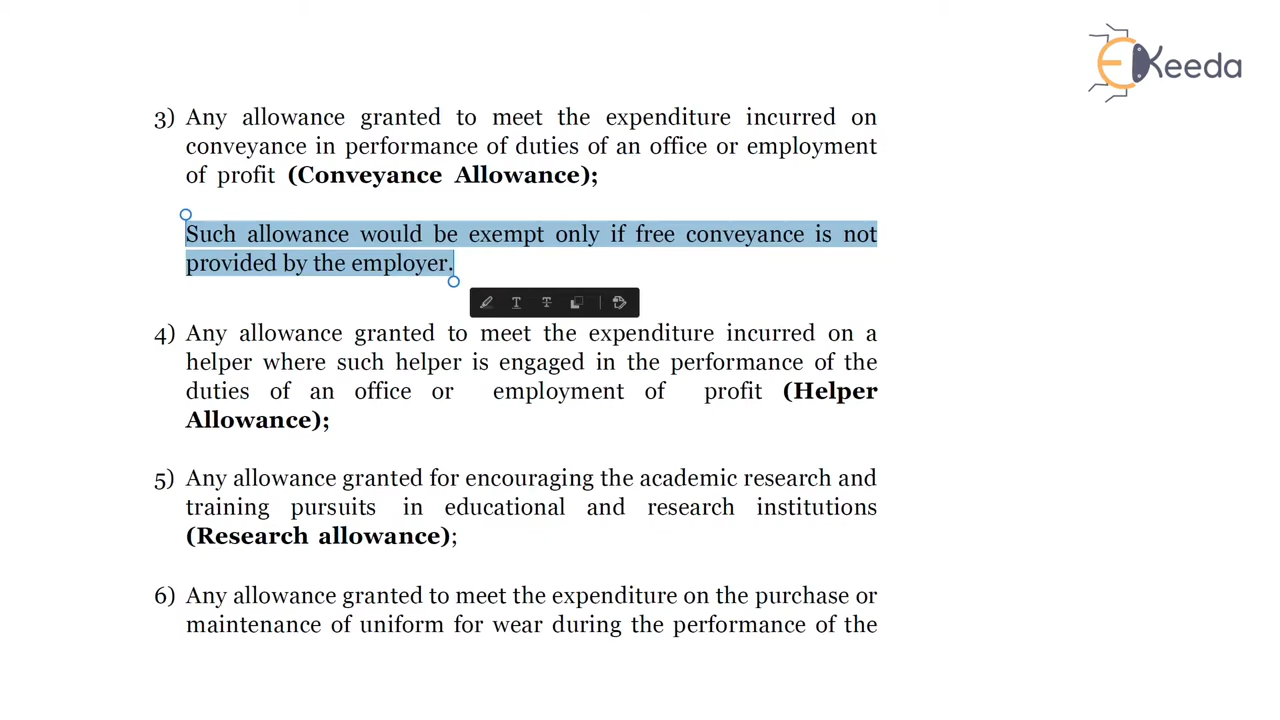 EKeeda
3) Any allowance granted to meet the expenditure incurred on
conveyance in performance of duties of an office or employment
of profit (Conveyance Allowance);
Such allowance would be exempt only if free conveyance is not
provided by the employer.
4) Any allowance granted to meet the expenditure incurred on a
helper where such helper is engaged in the performance of the
duties of an office or employment of profit (Helper
Allowance);
5) Any allowance granted for encouraging the academic research and
training pursuits in educational and research institutions
(Research allowance);
6) Any allowance granted to meet the expenditure on the purchase or
maintenance of uniform for wear during the performance of the